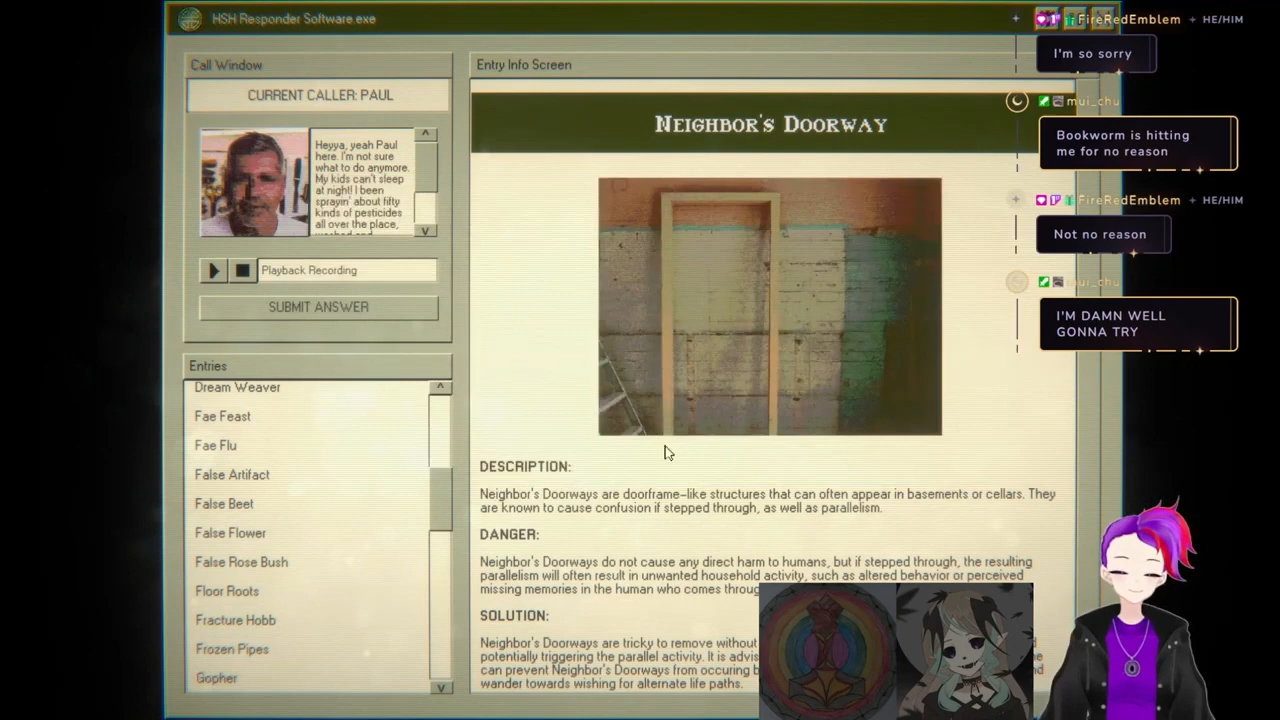 HSH Responder Software.exe
Call Window
CURRENT CALLER: PAUL
Heyya, yeah Paul
here. I'm not sure
what to do anymore.
My kids can't sleep
at night! I been
sprayin' about fifty
kinds of pesticides
all over the place,
Playback Recording
SUBMIT ANSWER
Entries
Dream Weaver
Fae Feast
Fae Flu
False Artifact
False Beet
False Flower
False Rose Bush
Floor Roots
Fracture Hobb
Frozen Pipes
Gopher
Entry Info Screen
NEIGHBOR'S DOORWAY
DESCRIPTION:
Neighbor's Doorways are doorframe-like structures that can often appear in basements or cellars. They
are known to cause confusion if stepped through, as well as parallelism.
DANGER:
Neighbor's Doorways do not cause any direct harm to humans, but if stepped through, the resulting
parallelism will often result in unwanted household activity, such as altered behavior or perceived
missing memories in the human who comes
SOLUTION:
Neighbor's Doorways are tricky to remove without
potentially triggering the parallel activity. It is
can prevent Neighbor's Doorways from occuring
wander towards wishing for alternate life paths.
FireRedEmblem + HE/HIM
I'm so sorry
mui_chu
Bookworm is hitting
me for no reason
FireRedEmblem + HE/HIM
Not no reason
mui_chu
I'M DAMN WELL
GONNA TRY